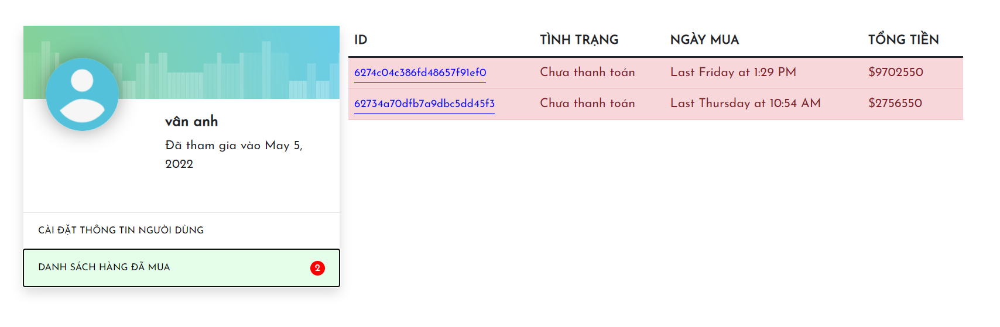 vân anh
Đã tham gia vào May 5,
2022
CÀI ĐẶT THÔNG TIN NGƯỜI DÙNG
DANH SÁCH HÀNG ĐÃ MUA 2
ID TÌNH TRẠNG NGÀY MUA TỔNG TIỀN
6274c04c386fd48657f91ef0 Chưa thanh toán Last Friday at 1:29 PM $9702550
62734a70dfb7a9dbc5dd45f3 Chưa thanh toán Last Thursday at 10:54 AM $2756550